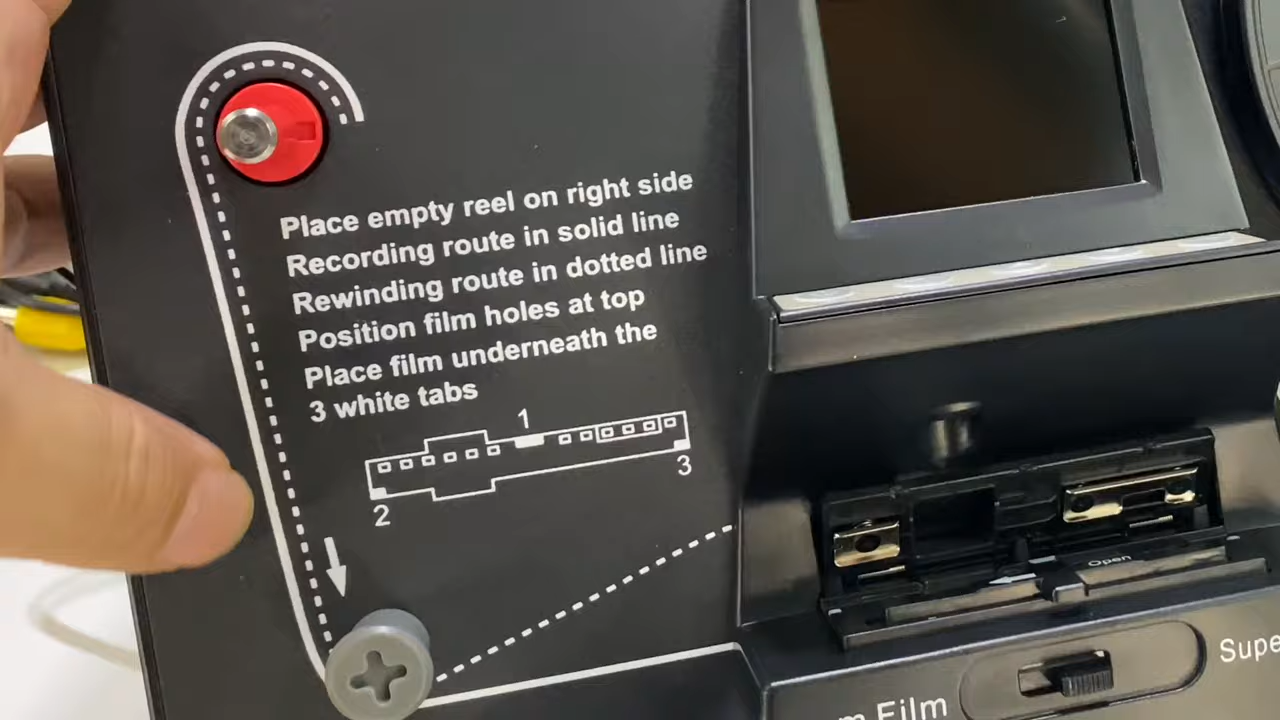 Place empty reel on right side
Recording route in solid line
Rewinding route in dotted line
Position film holes at top
Place film underneath the
3 white tabs
1
2
3
Open
Film